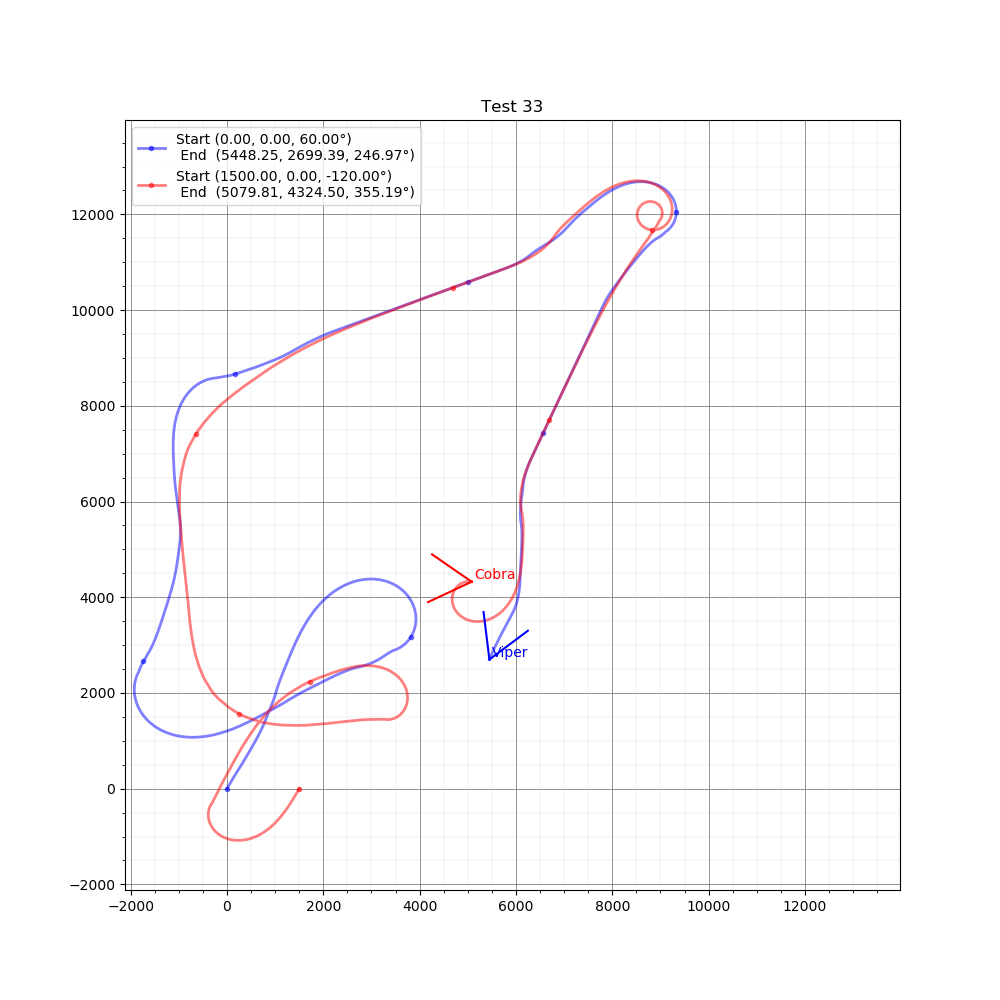 Test 33
Start (0.00, 0.00, 60.00°)
End (5448.25, 2699.39, 246.97°)
Start (1500.00, 0.00, -120.00°)
End (5079.81, 4324.50, 355.19°)
12000
10000
8000
6000
4000
2000
0
−2000
Cobra
Viper
−2000 0 2000 4000 6000 8000 10000 12000